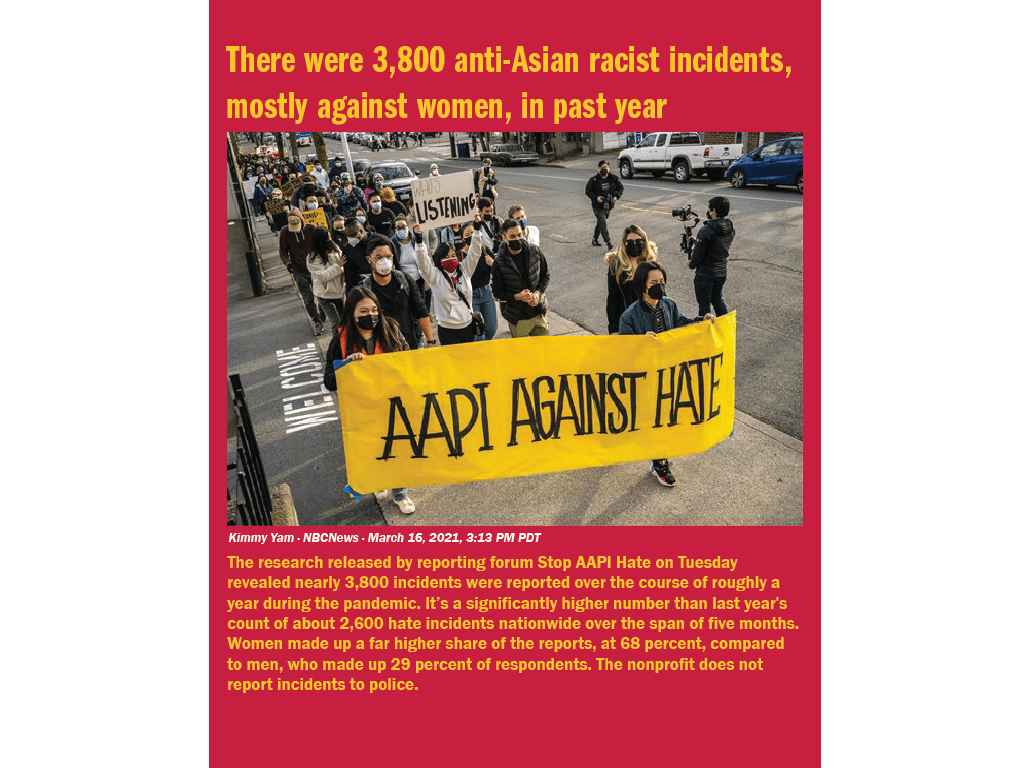 There were 3,800 anti-Asian racist incidents,
mostly against women, in past year
WHO'S
LISTENING
WELCOME
AAPI AGAINST HATE
Kimmy Yam · NBCNews · March 16, 2021, 3:13 PM PDT
The research released by reporting forum Stop AAPI Hate on Tuesday
revealed nearly 3,800 incidents were reported over the course of roughly a
year during the pandemic. It’s a significantly higher number than last year’s
count of about 2,600 hate incidents nationwide over the span of five months.
Women made up a far higher share of the reports, at 68 percent, compared
to men, who made up 29 percent of respondents. The nonprofit does not
report incidents to police.